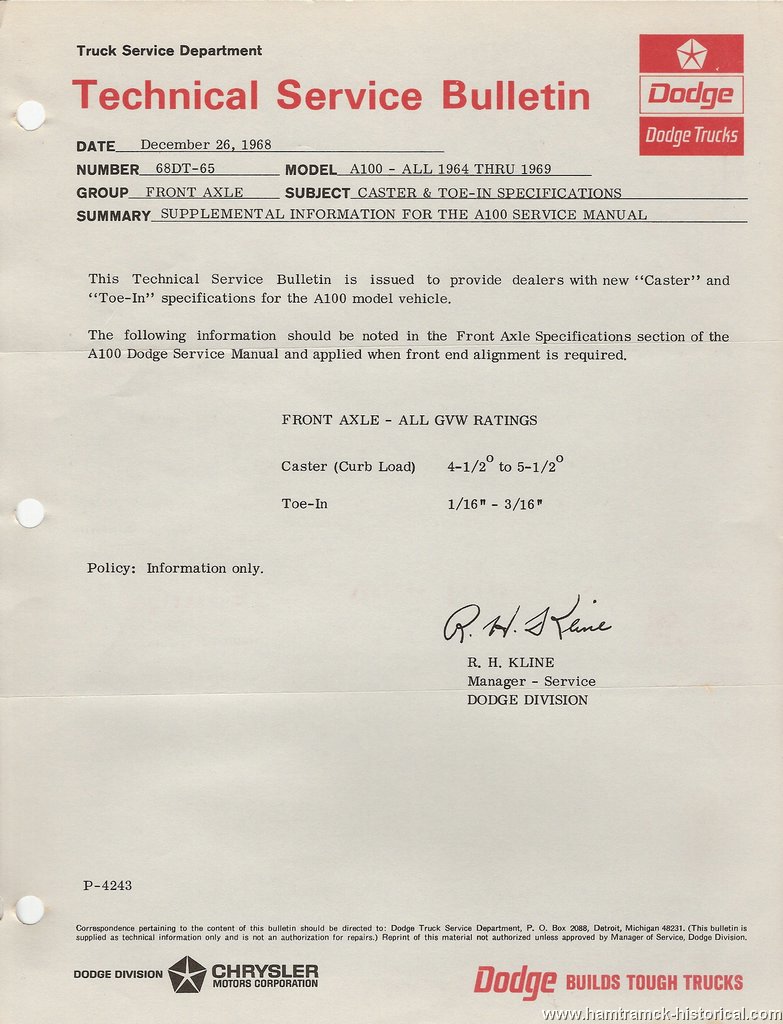 Truck Service Department
Technical Service Bulletin
Dodge
Dodge Trucks
DATE December 26, 1968
NUMBER 68DT-65 MODEL A100 - ALL 1964 THRU 1969
GROUP FRONT AXLE SUBJECT CASTER & TOE-IN SPECIFICATIONS
SUMMARY SUPPLEMENTAL INFORMATION FOR THE A100 SERVICE MANUAL
This Technical Service Bulletin is issued to provide dealers with new "Caster" and
"Toe-In" specifications for the A100 model vehicle.
The following information should be noted in the Front Axle Specifications section of the
A100 Dodge Service Manual and applied when front end alignment is required.
FRONT AXLE - ALL GVW RATINGS
Caster (Curb Load) 4-1/2° to 5-1/2°
Toe-In 1/16" - 3/16"
Policy: Information only.
R. H. Kline
R. H. KLINE
Manager - Service
DODGE DIVISION
P-4243
Correspondence pertaining to the content of this bulletin should be directed to: Dodge Truck Service Department, P. O. Box 2088, Detroit, Michigan 48231. (This bulletin is
supplied as technical information only and is not an authorization for repairs.) Reprint of this material not authorized unless approved by Manager of Service, Dodge Division.
DODGE DIVISION CHRYSLER
MOTORS CORPORATION
Dodge BUILDS TOUGH TRUCKS
www.hamtramck-historical.com